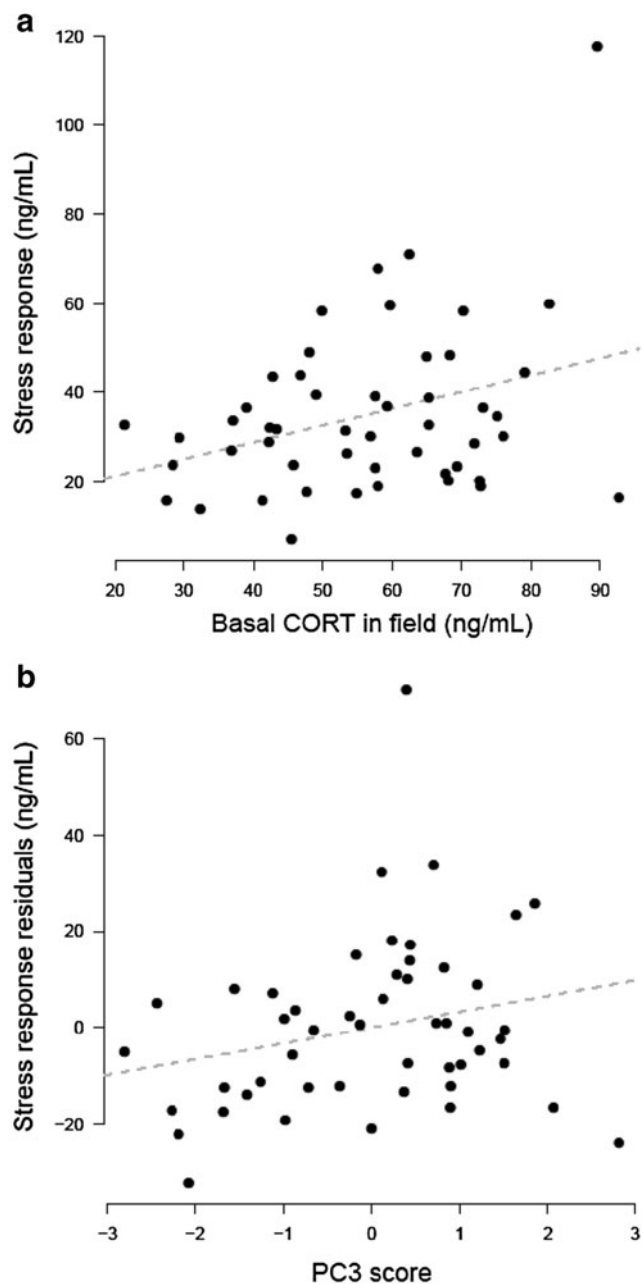 a
120
100
80
60
40
20
Stress response (ng/mL)
20 30 40 50 60 70 80 90
Basal CORT in field (ng/mL)
b
60
40
20
0
−20
Stress response residuals (ng/mL)
−3 −2 −1 0 1 2 3
PC3 score